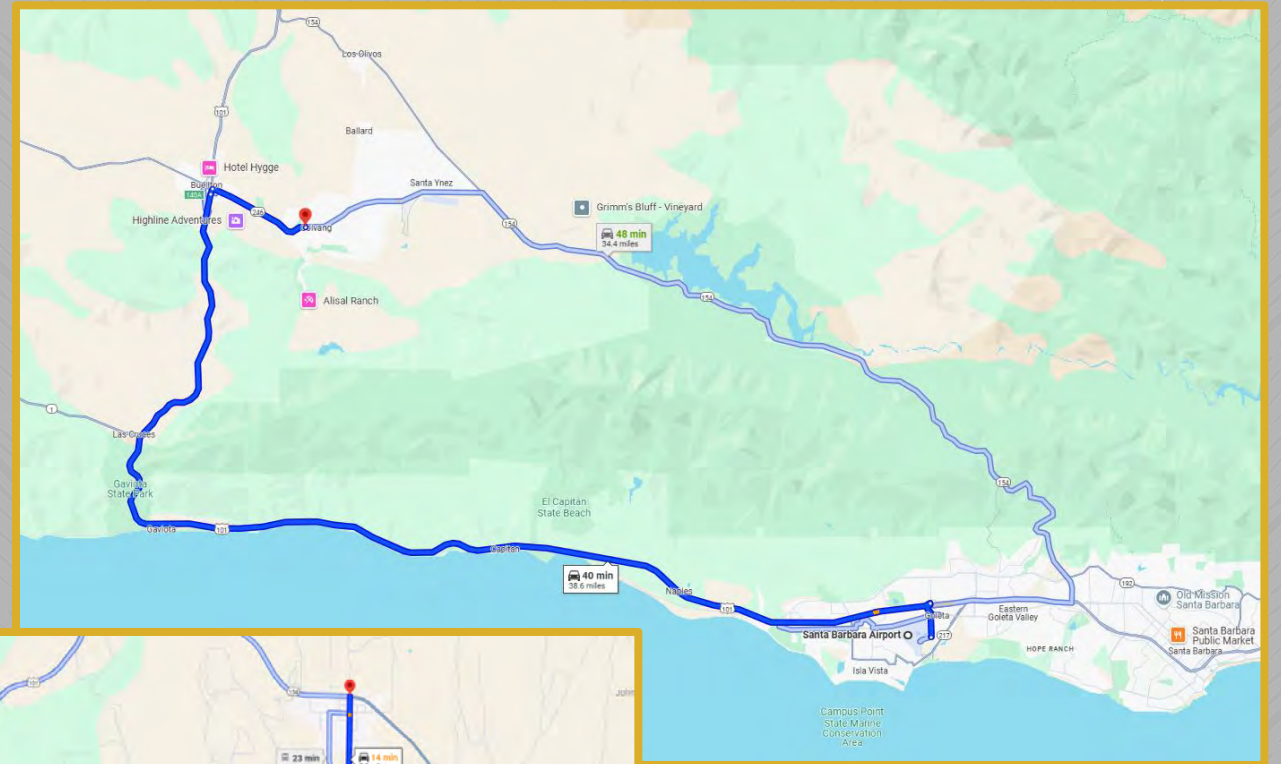 154
Los Olivos
101
Ballard
Hotel Hygge
Santa Ynez
Buellton
140A
Highline Adventures
246
Solvang
154
Grimm's Bluff - Vineyard
48 min
34.4 miles
Alisal Ranch
154
1
Las Cruces
154
Gaviota
State Park
El Capitán
State Beach
Gaviota
101
Capitan
40 min
38.6 miles
Naples
101
192
Old Mission
Santa Barbara
Goleta
Eastern
Goleta Valley
Santa Barbara Airport
217
Santa Barbara
Public Market
HOPE RANCH
Santa Barbara
Isla Vista
Campus Point
State Marine
Conservation
Area
23 min
14 min